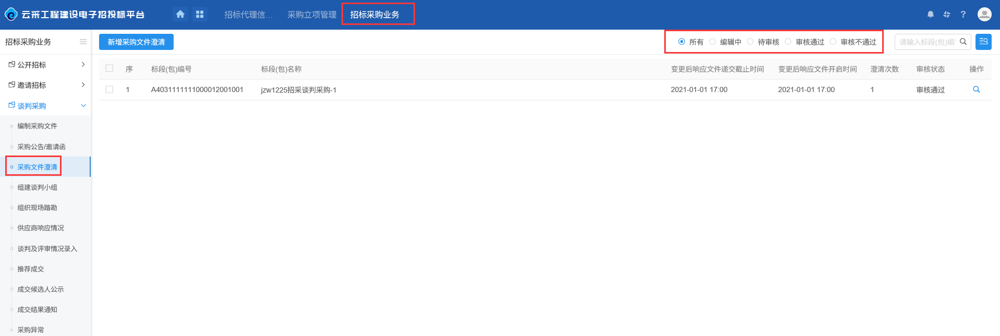 云采工程建设电子招投标平台
招标代理信...
采购立项管理
招标采购业务
招标采购业务
新增采购文件澄清
所有 编辑中 待审核 审核通过 审核不通过
请输入标段(包)编
公开招标
邀请招标
谈判采购
编制采购文件
采购公告/邀请函
采购文件澄清
组建谈判小组
组织现场踏勘
供应商响应情况
谈判及评审情况录入
推荐成交
成交候选人公示
成交结果通知
采购异常
序 标段(包)编号 标段(包)名称 变更后响应文件递交截止时间 变更后响应文件开启时间 澄清次数 审核状态 操作
1 A4031111111000012001001 jzw1225招采谈判采购-1 2021-01-01 17:00 2021-01-01 17:00 1 审核通过